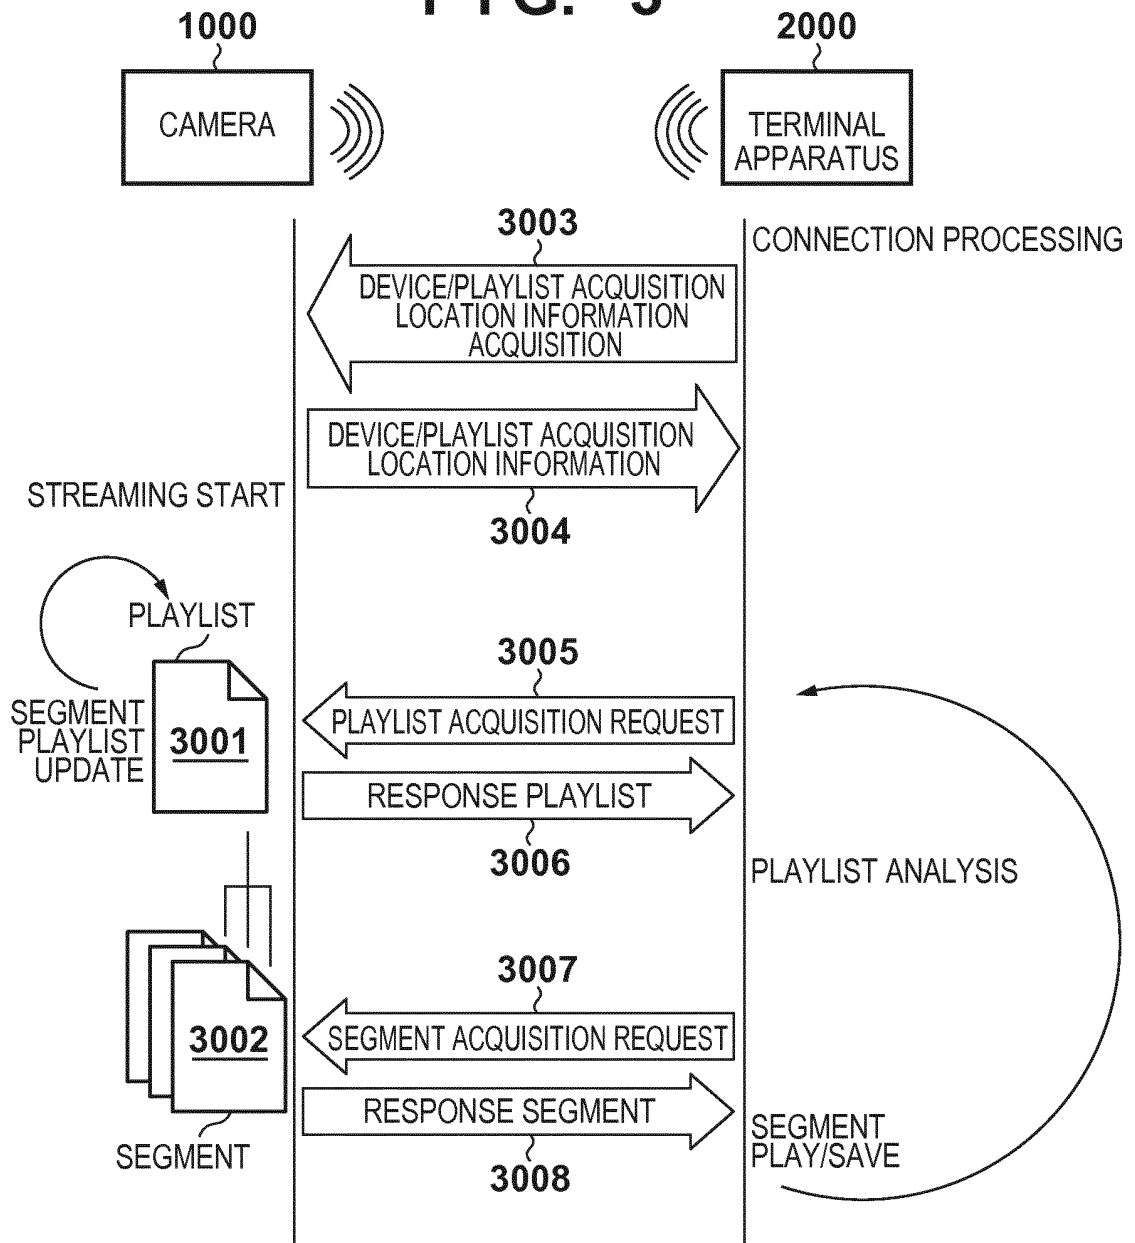 FIG. 3
1000
2000
CAMERA
TERMINAL
APPARATUS
3003
CONNECTION PROCESSING
DEVICE/PLAYLIST ACQUISITION
LOCATION INFORMATION
ACQUISITION
DEVICE/PLAYLIST ACQUISITION
LOCATION INFORMATION
STREAMING START
3004
PLAYLIST
3005
SEGMENT
PLAYLIST
UPDATE
3001
PLAYLIST ACQUISITION REQUEST
RESPONSE PLAYLIST
3006
PLAYLIST ANALYSIS
3007
3002
SEGMENT ACQUISITION REQUEST
RESPONSE SEGMENT
SEGMENT
PLAY/SAVE
SEGMENT
3008